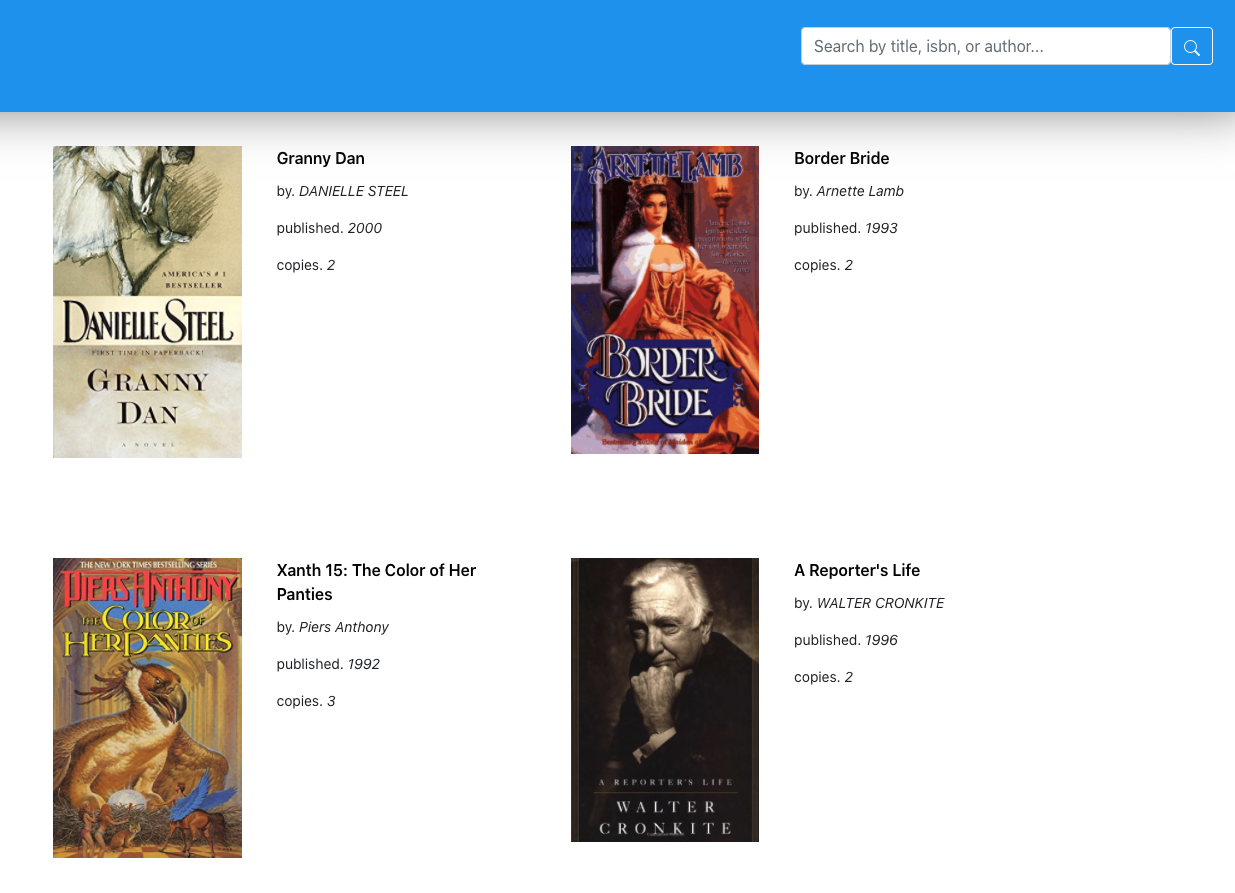 Search by title, isbn, or author...
AMERICA'S # 1
BESTSELLER
DANIELLE STEEL
FIRST TIME IN PAPERBACK!
GRANNY
DAN
A NOVEL
Granny Dan
by. DANIELLE STEEL
published. 2000
copies. 2
ARNETTE LAMB
BORDER
BRIDE
Border Bride
by. Arnette Lamb
published. 1993
copies. 2
THE NEW YORK TIMES BESTSELLING SERIES
PIERS ANTHONY
THE COLOR OF
HER PANTIES
Xanth 15: The Color of Her
Panties
by. Piers Anthony
published. 1992
copies. 3
A REPORTER'S LIFE
WALTER
CRONKITE
A Reporter's Life
by. WALTER CRONKITE
published. 1996
copies. 2